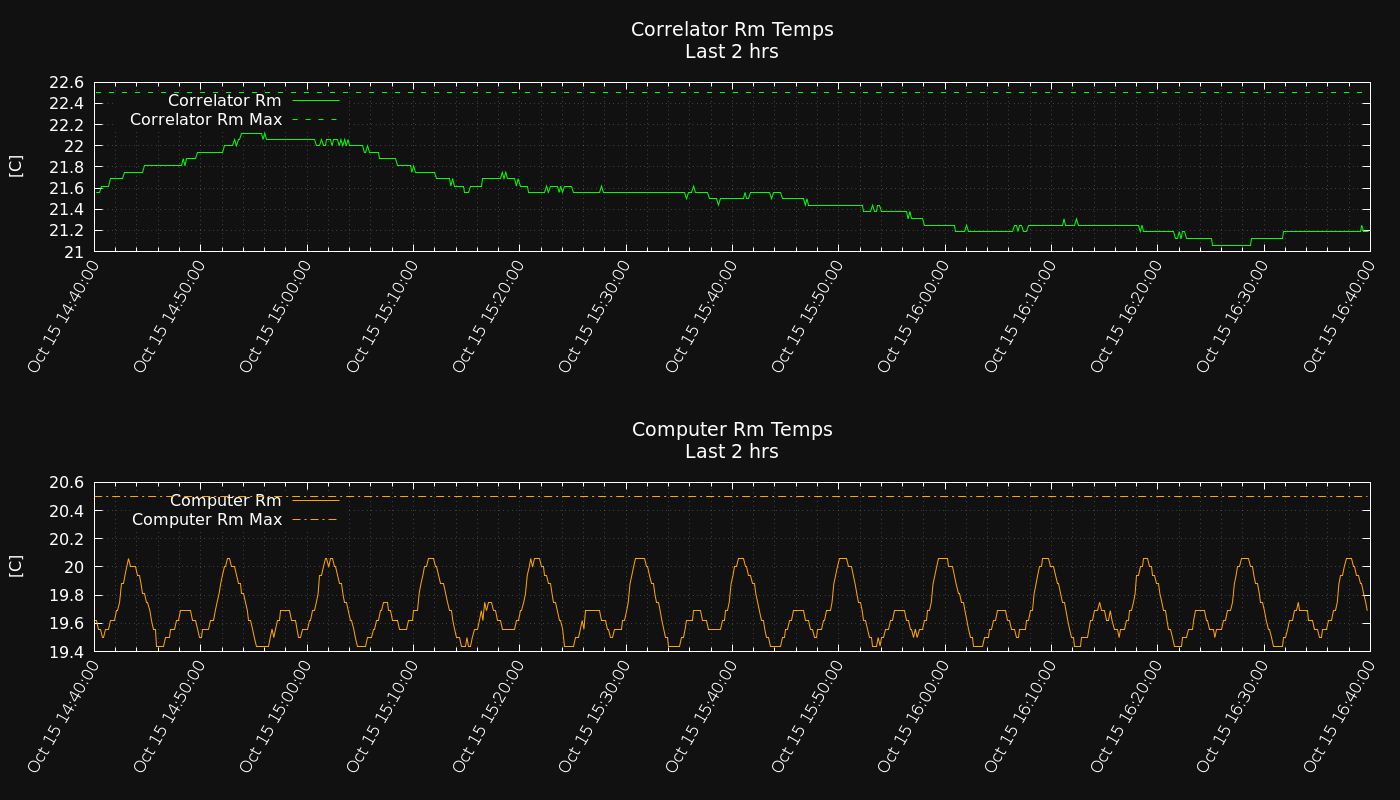 Correlator Rm Temps
Last 2 hrs
[C]
22.6
22.4
22.2
22
21.8
21.6
21.4
21.2
21
Correlator Rm
Correlator Rm Max
Oct 15 14:40:00
Oct 15 14:50:00
Oct 15 15:00:00
Oct 15 15:10:00
Oct 15 15:20:00
Oct 15 15:30:00
Oct 15 15:40:00
Oct 15 15:50:00
Oct 15 16:00:00
Oct 15 16:10:00
Oct 15 16:20:00
Oct 15 16:30:00
Oct 15 16:40:00
Computer Rm Temps
Last 2 hrs
[C]
20.6
20.4
20.2
20
19.8
19.6
19.4
Computer Rm
Computer Rm Max
Oct 15 14:40:00
Oct 15 14:50:00
Oct 15 15:00:00
Oct 15 15:10:00
Oct 15 15:20:00
Oct 15 15:30:00
Oct 15 15:40:00
Oct 15 15:50:00
Oct 15 16:00:00
Oct 15 16:10:00
Oct 15 16:20:00
Oct 15 16:30:00
Oct 15 16:40:00